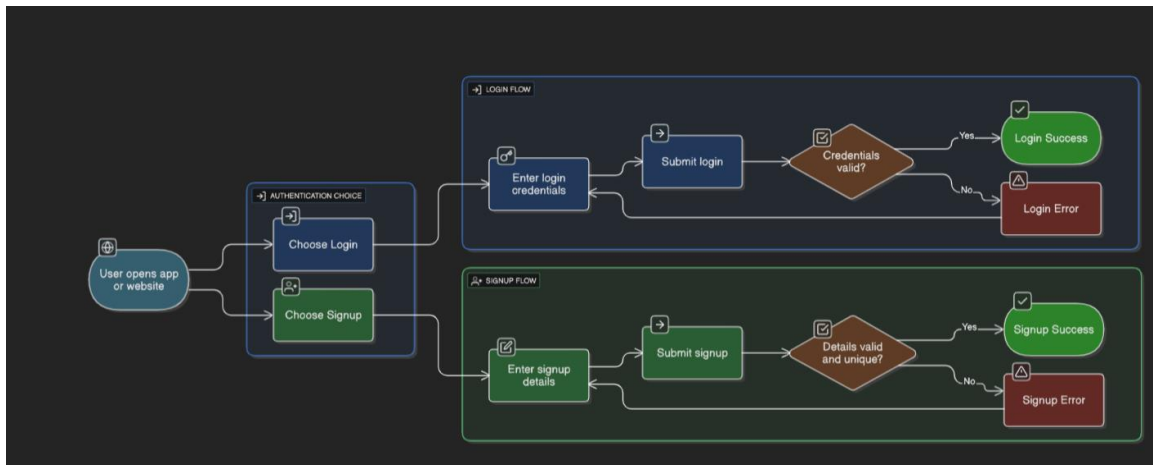 User opens app
or website
AUTHENTICATION CHOICE
Choose Login
Choose Signup
LOGIN FLOW
Enter login
credentials
Submit login
Credentials
valid?
Yes
Login Success
No
Login Error
SIGNUP FLOW
Enter signup
details
Submit signup
Details valid
and unique?
Yes
Signup Success
No
Signup Error